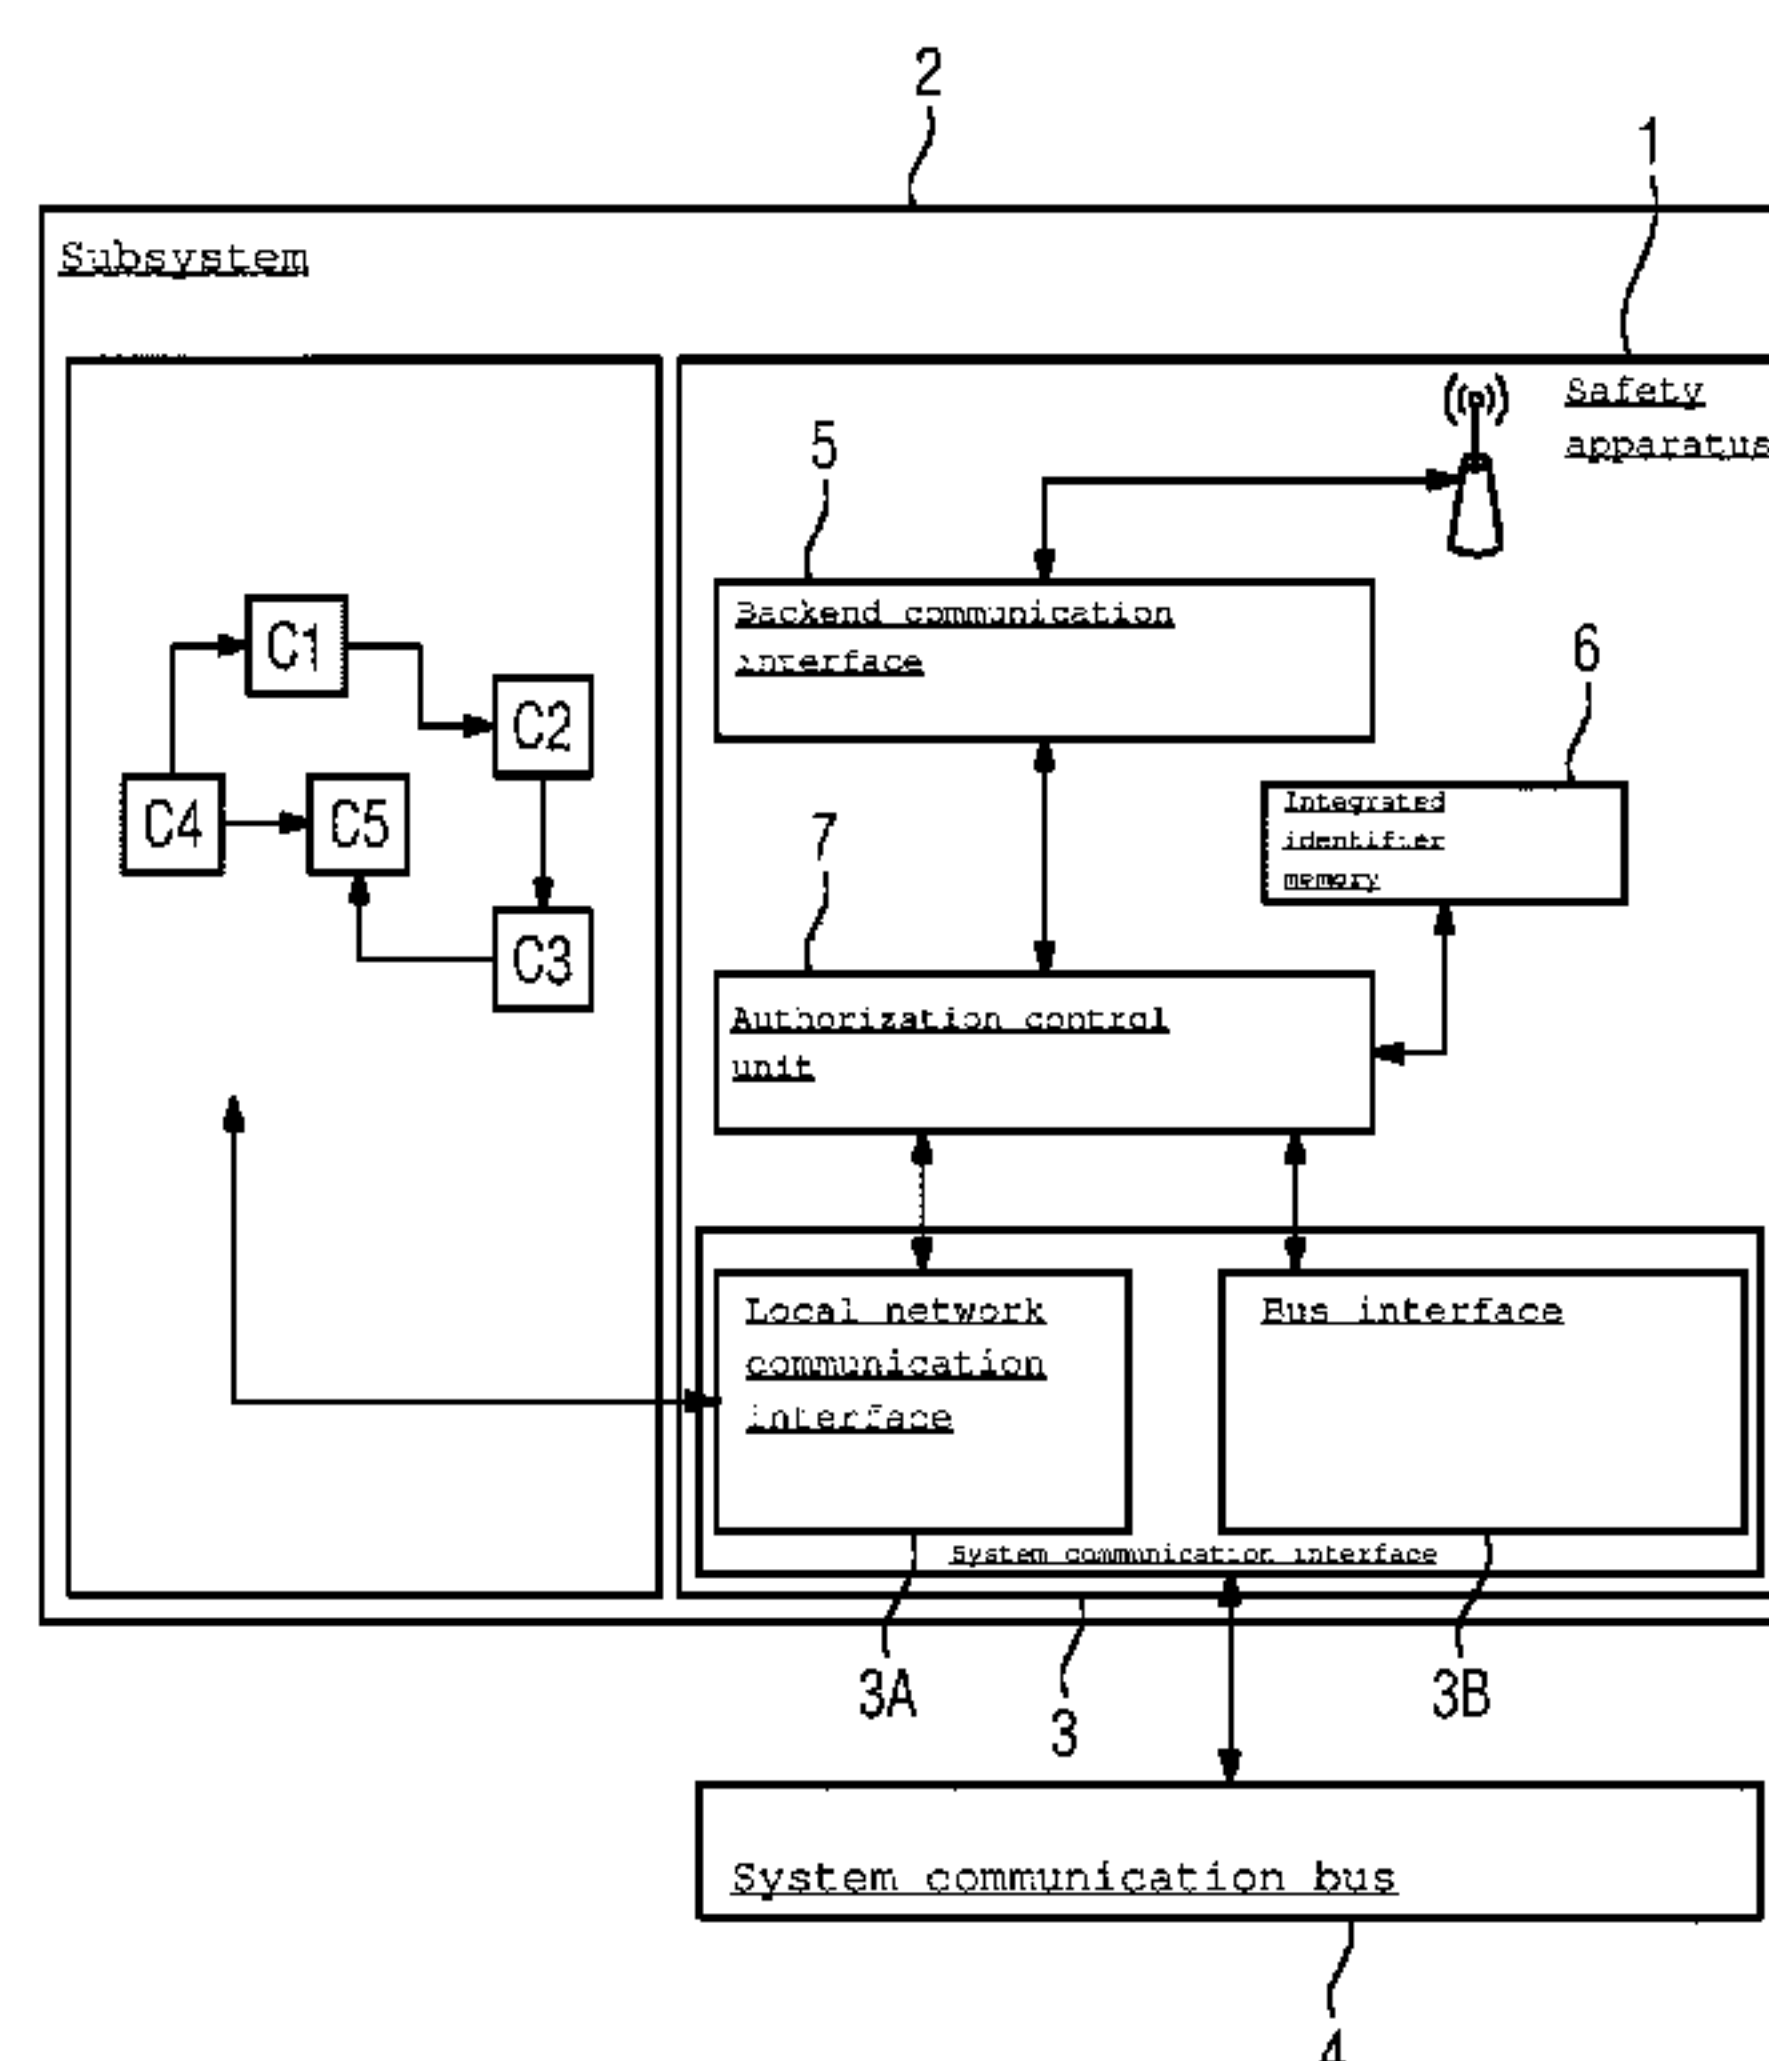 2
1
Subsystem
Safety
apparatus
5
Backend communication
interface
C1
6
C2
Integrated
identifier
memory
C4
C5
7
C3
Authorization control
unit
Local network
communication
interface
Bus interface
System communication interface
3A
3B
3
System communication bus
4